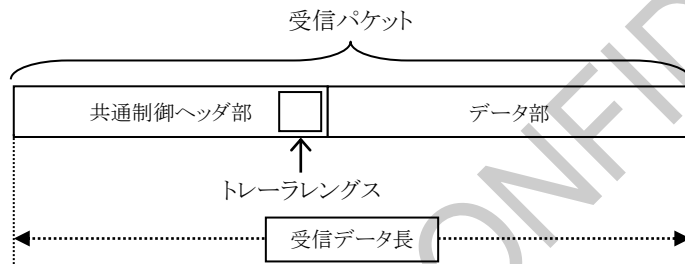 受信パケット
共通制御ヘッダ部
データ部
トレーラレングス
受信データ長